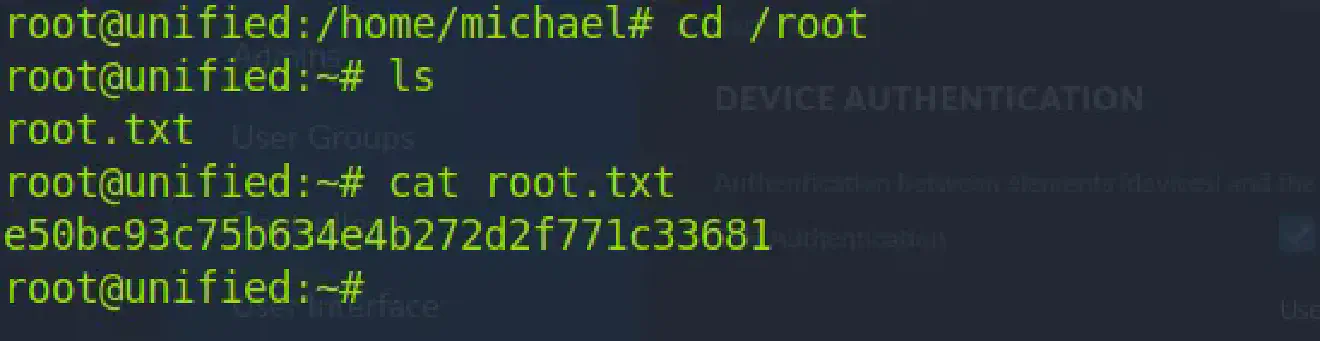 root@unified:/home/michael# cd /root
Admins
root@unified:~# ls
DEVICE AUTHENTICATION
root.txt
User Groups
root@unified:~# cat root.txt
Authentication between elements (devices) and the
e50bc93c75b634e4b272d2f771c33681
Authentication
root@unified:~#
User Interface
Use